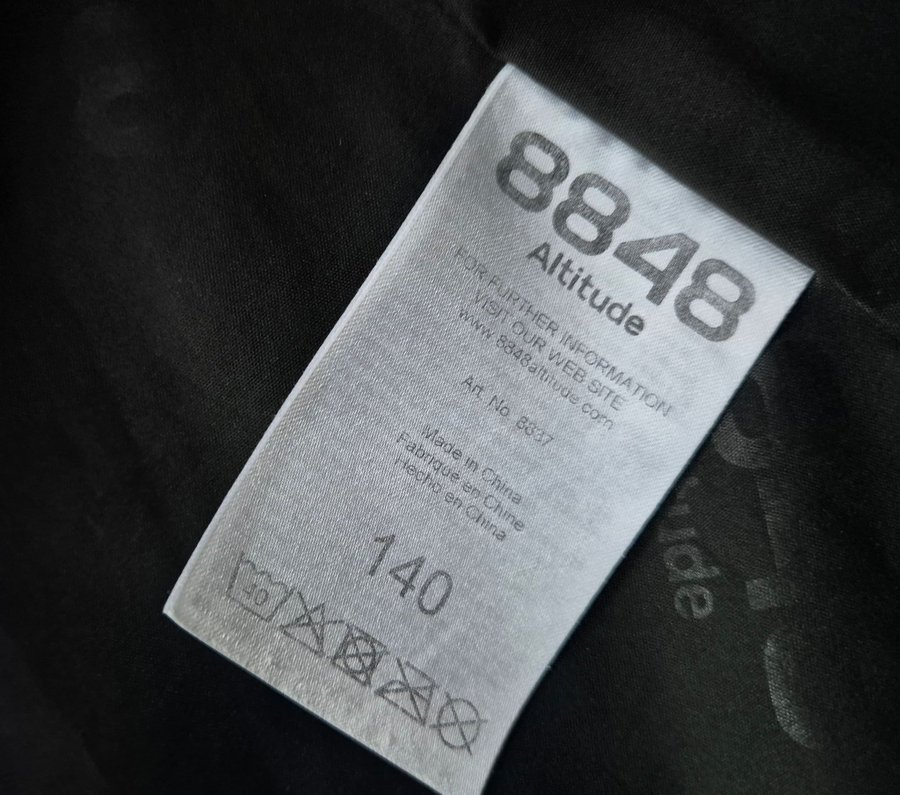 8848
Altitude
FOR FURTHER INFORMATION
VISIT OUR WEB SITE
www.8848altitude.com
Art. No. 8837
Made in China
Fabriqué en Chine
Hecho en China
140
30
ude